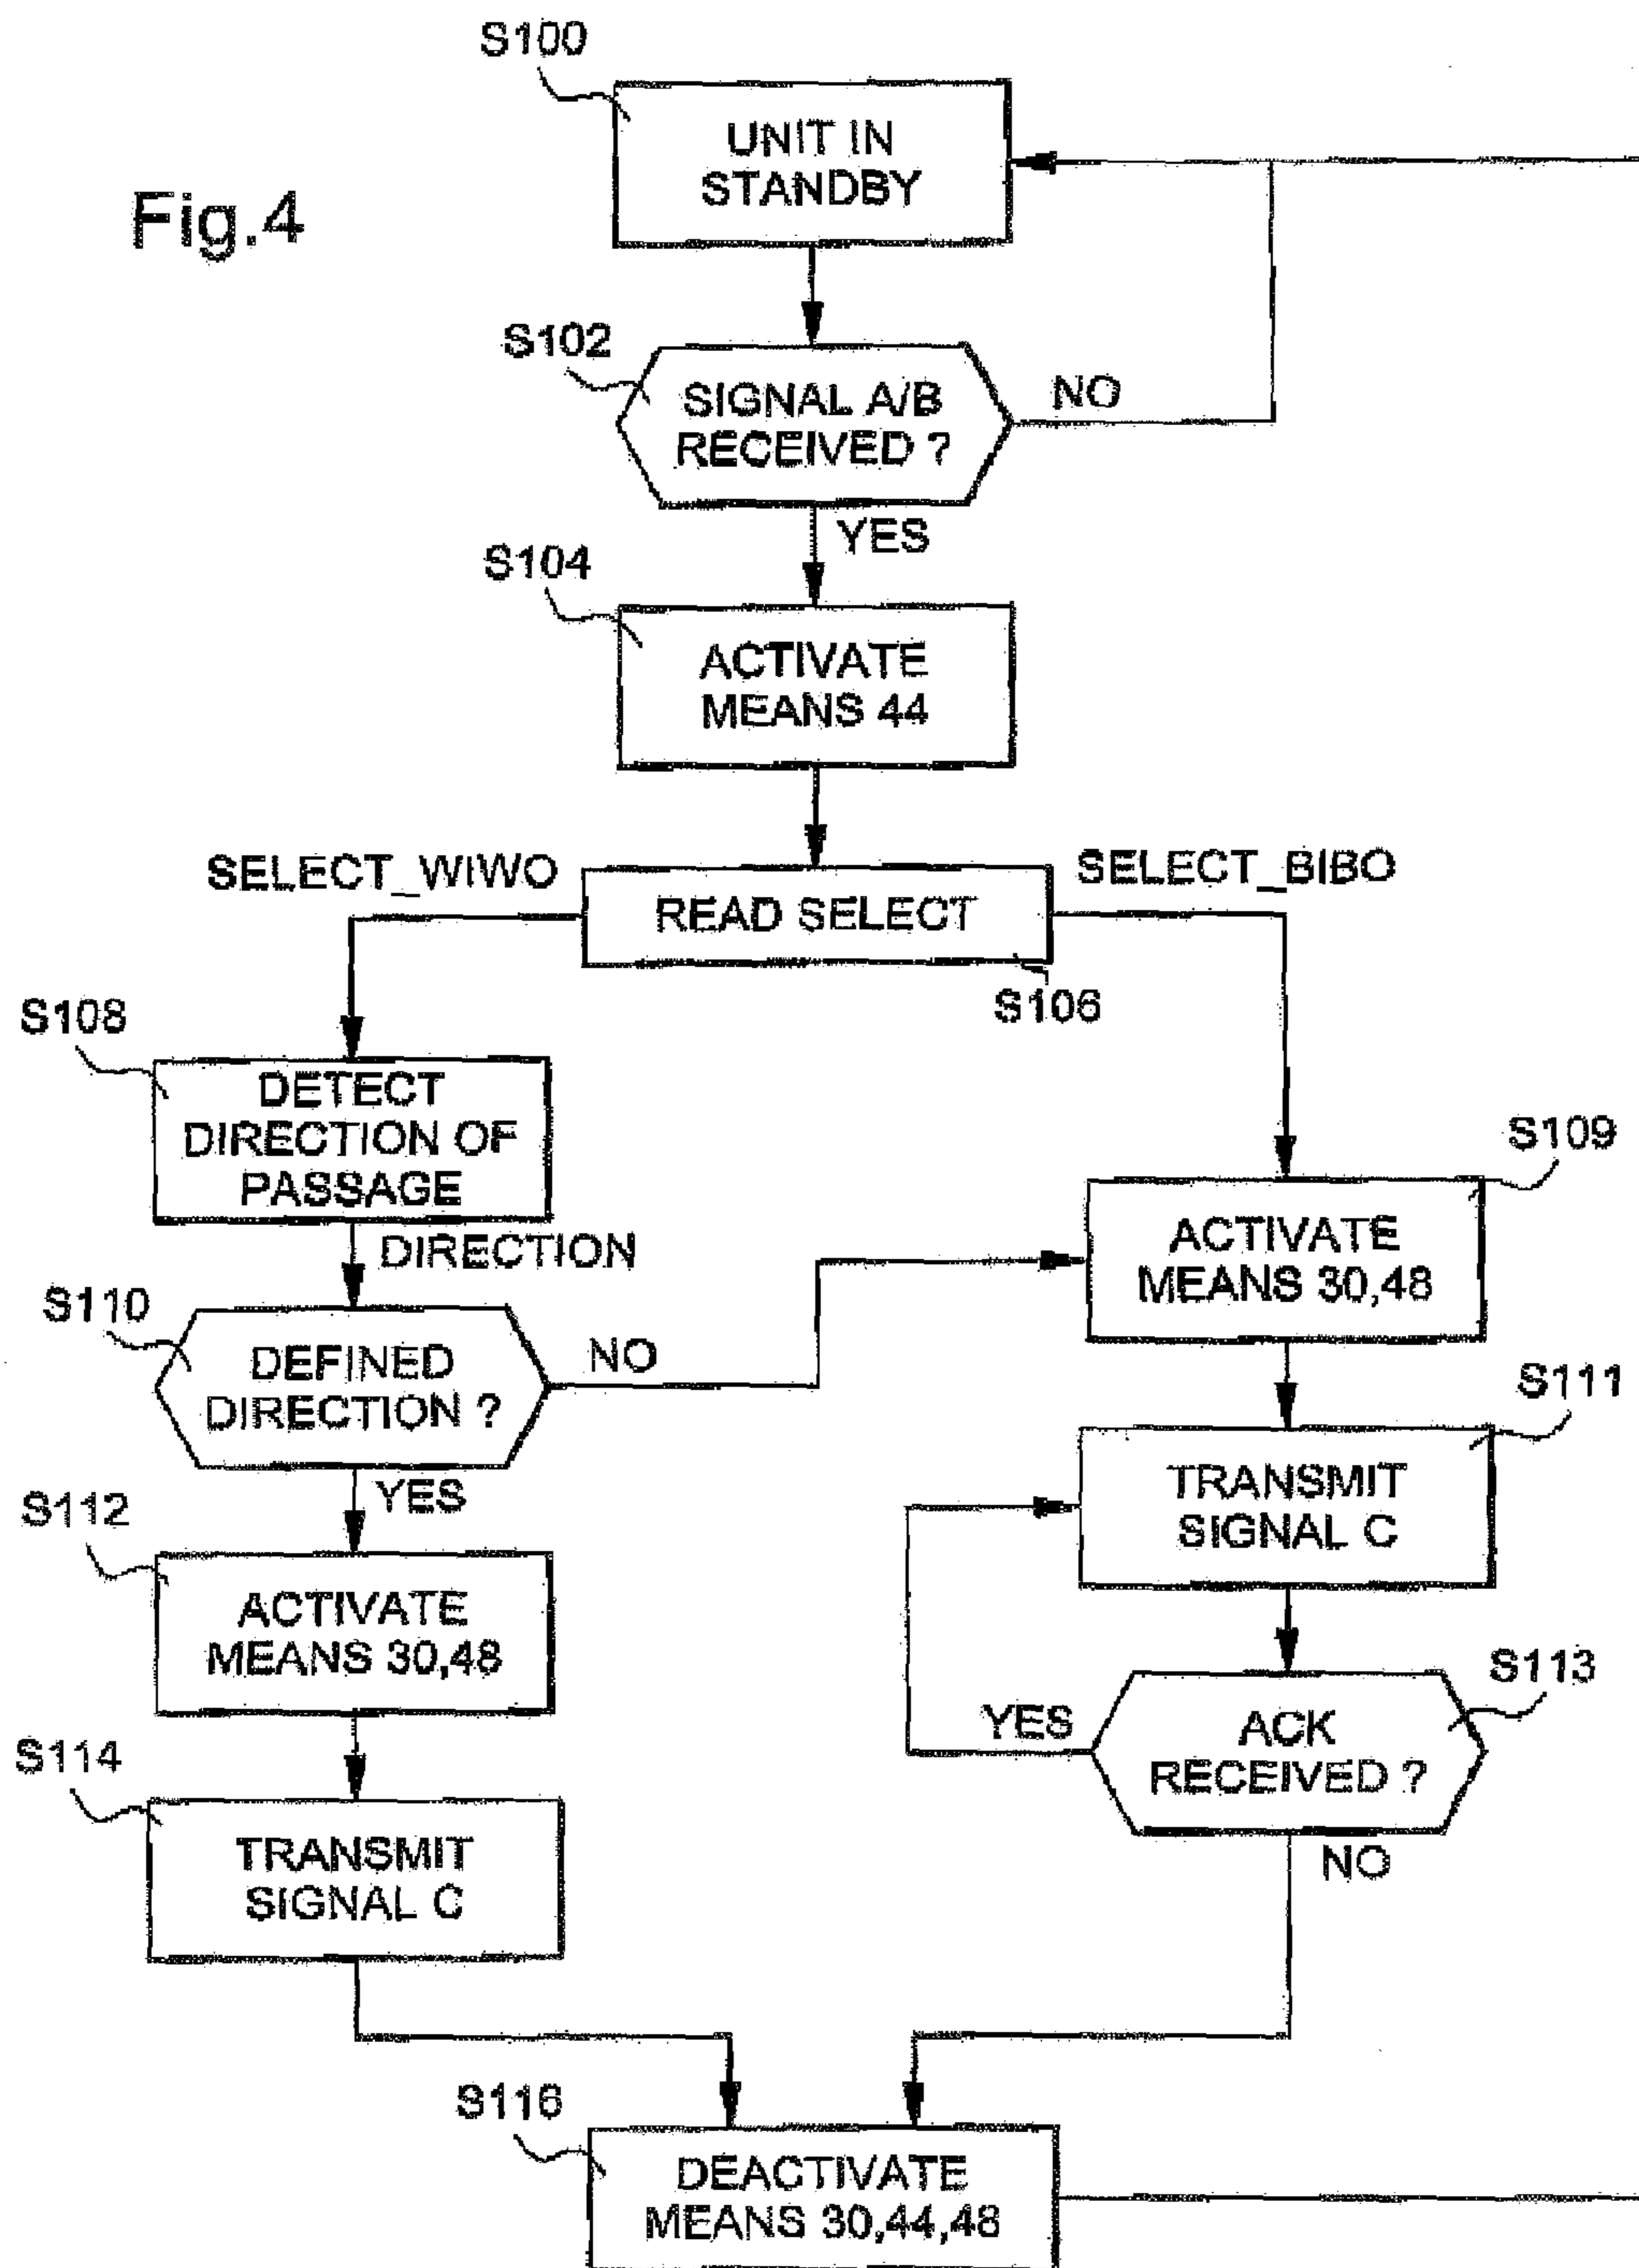 S100
UNIT IN
STANDBY
Fig.4
S102
SIGNAL A/B
RECEIVED ?
NO
YES
S104
ACTIVATE
MEANS 44
SELECT_WIWO
SELECT_BIBO
READ SELECT
S106
S108
DETECT
DIRECTION OF
PASSAGE
S109
ACTIVATE
MEANS 30,48
DIRECTION
S110
DEFINED
DIRECTION ?
NO
S111
TRANSMIT
SIGNAL C
YES
S112
ACTIVATE
MEANS 30,48
S113
ACK
RECEIVED ?
YES
NO
S114
TRANSMIT
SIGNAL C
S116
DEACTIVATE
MEANS 30,44,48